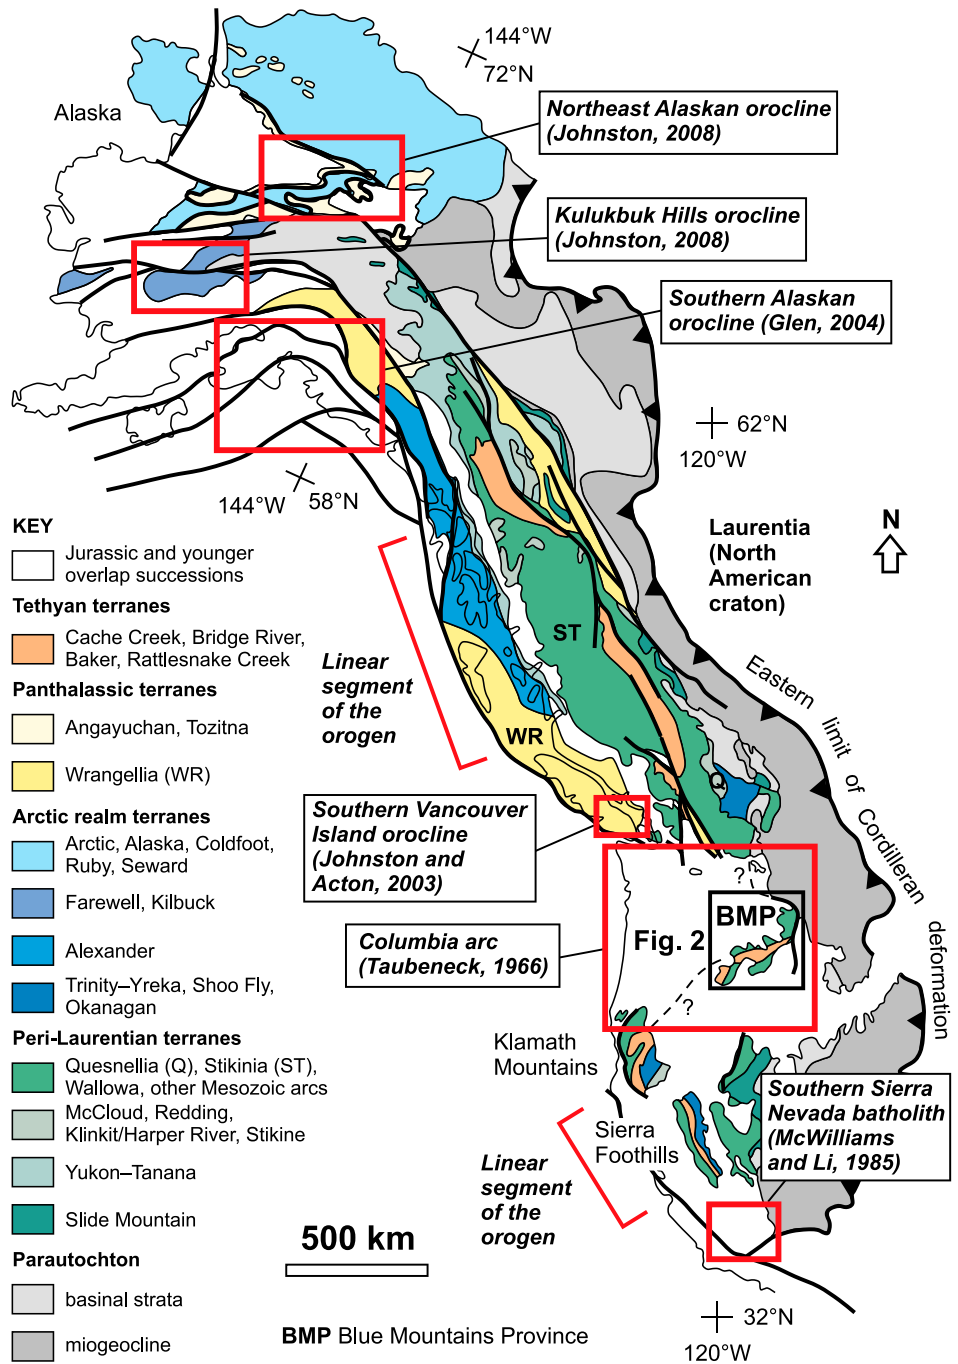 144°W
72°N
Alaska
Northeast Alaskan orocline
(Johnston, 2008)
Kulukbuk Hills orocline
(Johnston, 2008)
Southern Alaskan
orocline (Glen, 2004)
62°N
120°W
144°W
58°N
KEY
Jurassic and younger
overlap successions
Tethyan terranes
Cache Creek, Bridge River,
Baker, Rattlesnake Creek
Panthalassic terranes
Angayuchan, Tozitna
Wrangellia (WR)
Arctic realm terranes
Arctic, Alaska, Coldfoot,
Ruby, Seward
Farewell, Kilbuck
Alexander
Trinity–Yreka, Shoo Fly,
Okanagan
Peri-Laurentian terranes
Quesnellia (Q), Stikinia (ST),
Wallowa, other Mesozoic arcs
McCloud, Redding,
Klinkit/Harper River, Stikine
Yukon–Tanana
Slide Mountain
Parautochton
basinal strata
miogeocline
Laurentia
(North
American
craton)
N
Linear
segment
of the
orogen
ST
WR
Q
Eastern limit of Cordilleran deformation
Southern Vancouver
Island orocline
(Johnston and
Acton, 2003)
?
BMP
Fig. 2
Columbia arc
(Taubeneck, 1966)
?
Klamath
Mountains
Southern Sierra
Nevada batholith
(McWilliams
and Li, 1985)
Sierra
Foothills
Linear
segment
of the
orogen
500 km
BMP Blue Mountains Province
32°N
120°W